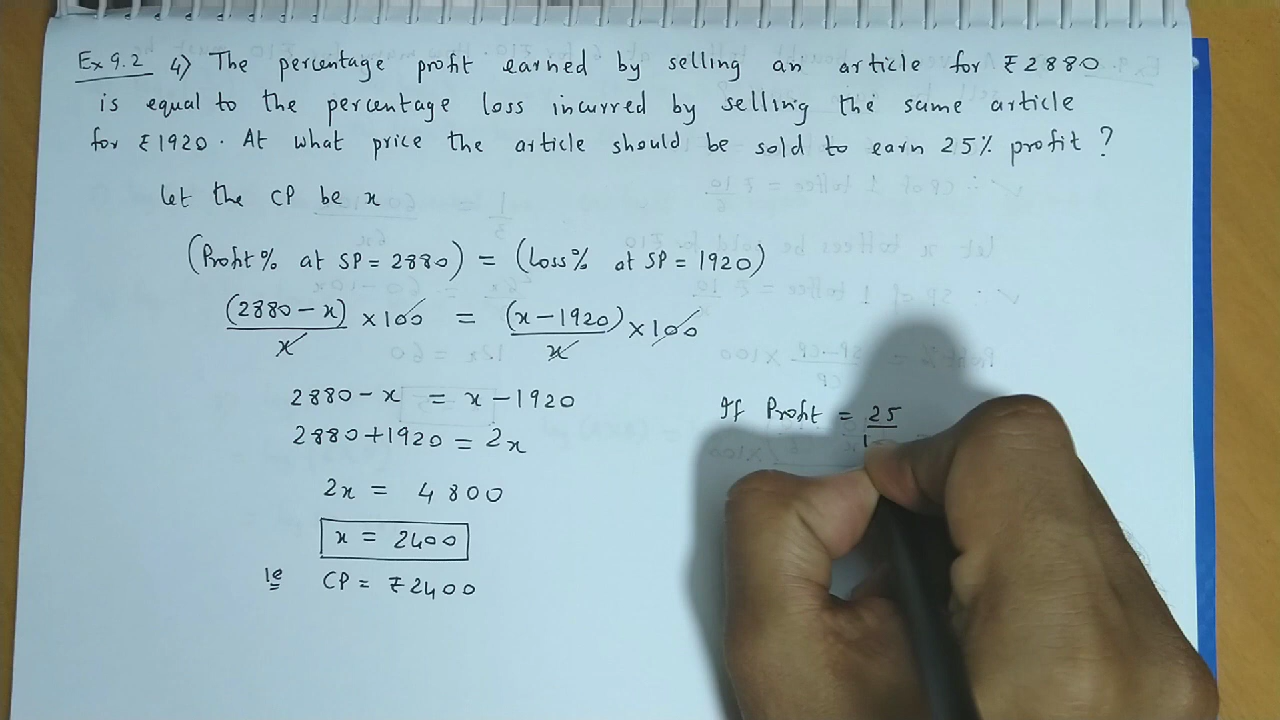 Ex 9.2 4) The percentage profit earned by selling an article for ₹2880
is equal to the percentage loss incurred by selling the same article
for ₹1920. At what price the article should be sold to earn 25% profit?
Let the CP be x
(Profit% at SP = 2880) = (Loss% at SP = 1920)
(2880 - x)/x × 100 = (x - 1920)/x × 100
2880 - x = x - 1920
2880 + 1920 = 2x
2x = 4800
x = 2400
ie CP = ₹2400
If Profit = 25